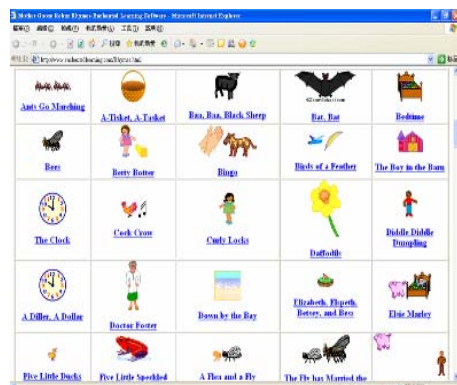 Mother Goose Rebus Rhymes- Enchanted Learning Software - Microsoft Internet Explorer
Ants Go Marching
A-Tisket, A-Tasket
Baa, Baa, Black Sheep
Bat, Bat
Bedtime
Bees
Betty Botter
Bingo
Birds of a Feather
The Boy in the Barn
The Clock
Cock Crow
Curly Locks
Daffodils
Diddle Diddle
Dumpling
A Diller, A Dollar
Doctor Foster
Down by the Bay
Elizabeth, Elspeth,
Betsey, and Bess
Elsie Marley
Five Little Ducks
Five Little Speckled
A Flea and a Fly
The Fly has Married the